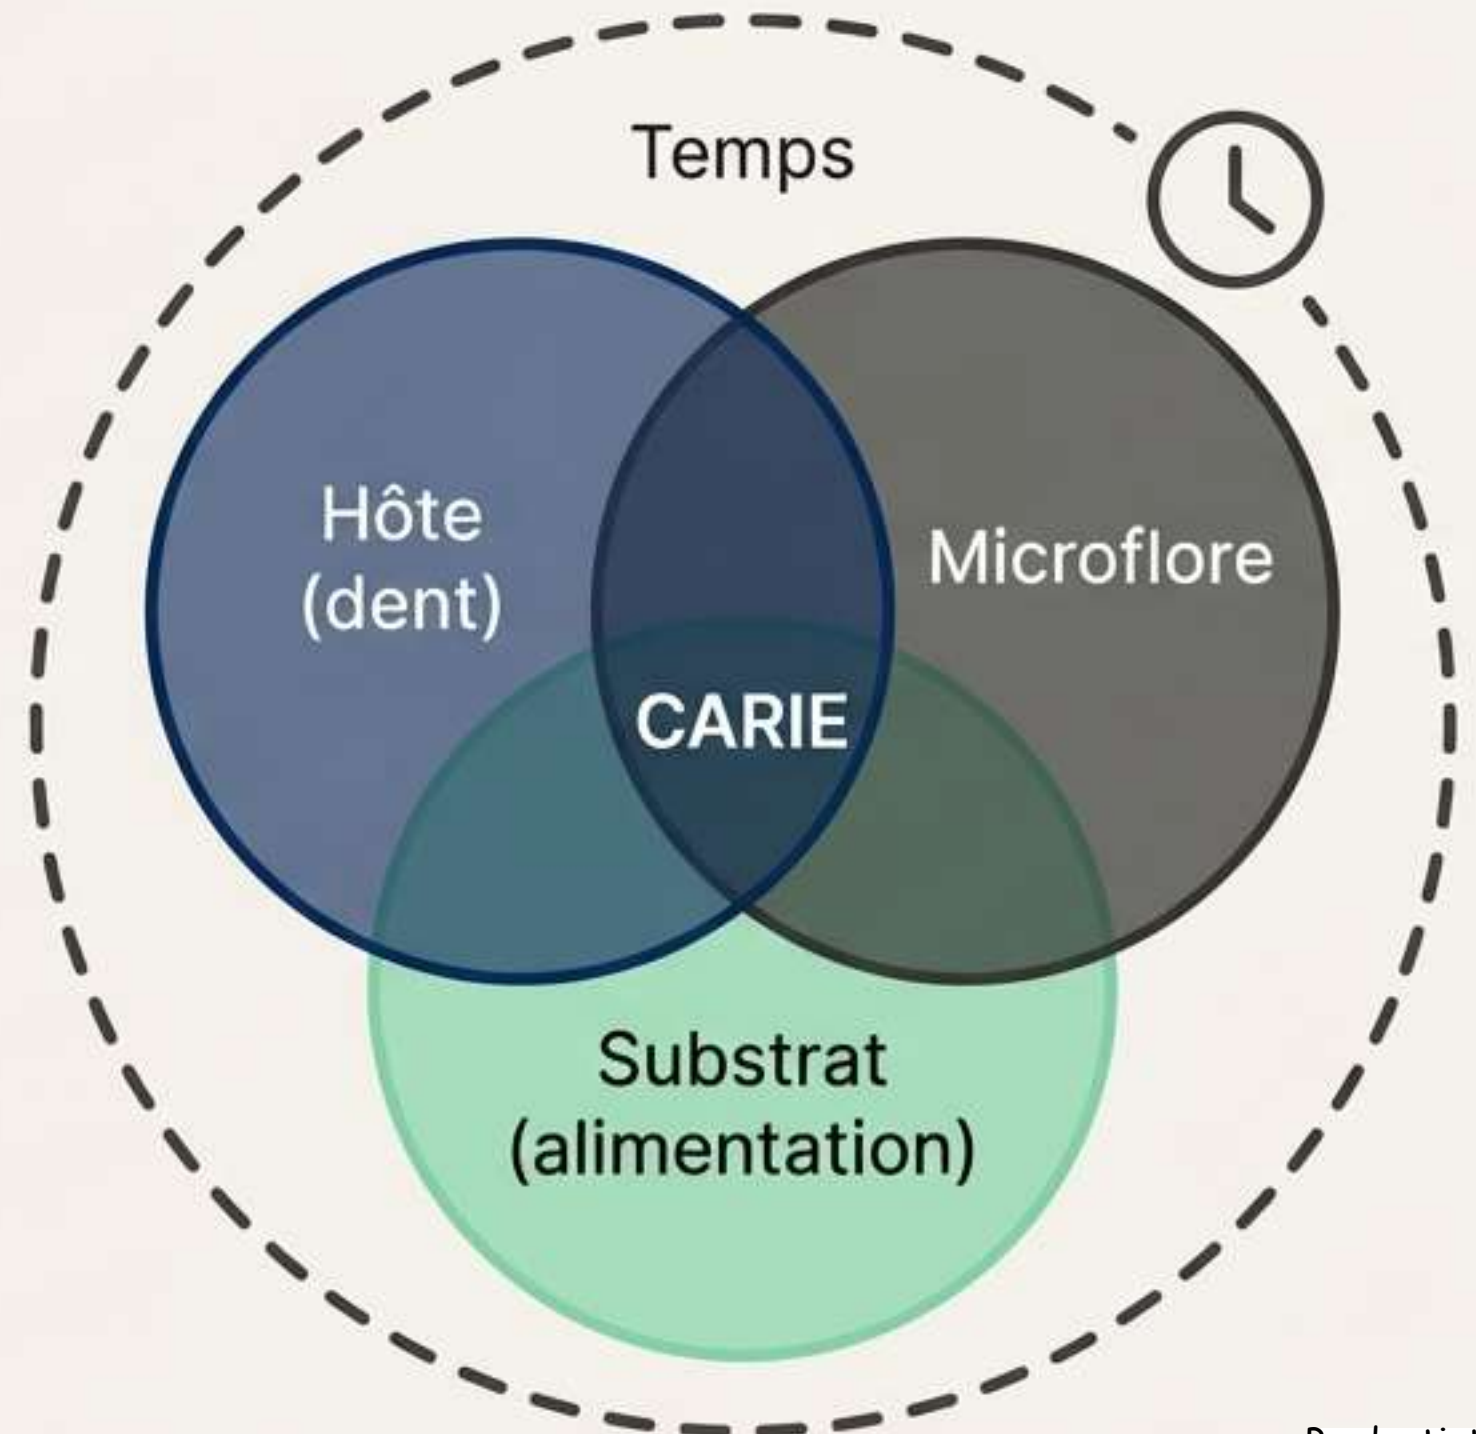 Temps
Hôte
(dent)
Microflore
CARIE
Substrat
(alimentation)